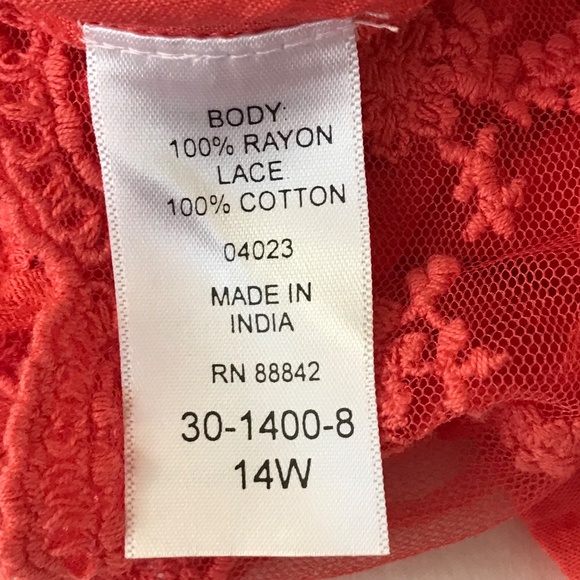 BODY:
100% RAYON
LACE
100% COTTON
04023
MADE IN
INDIA
RN 88842
30-1400-8
14W